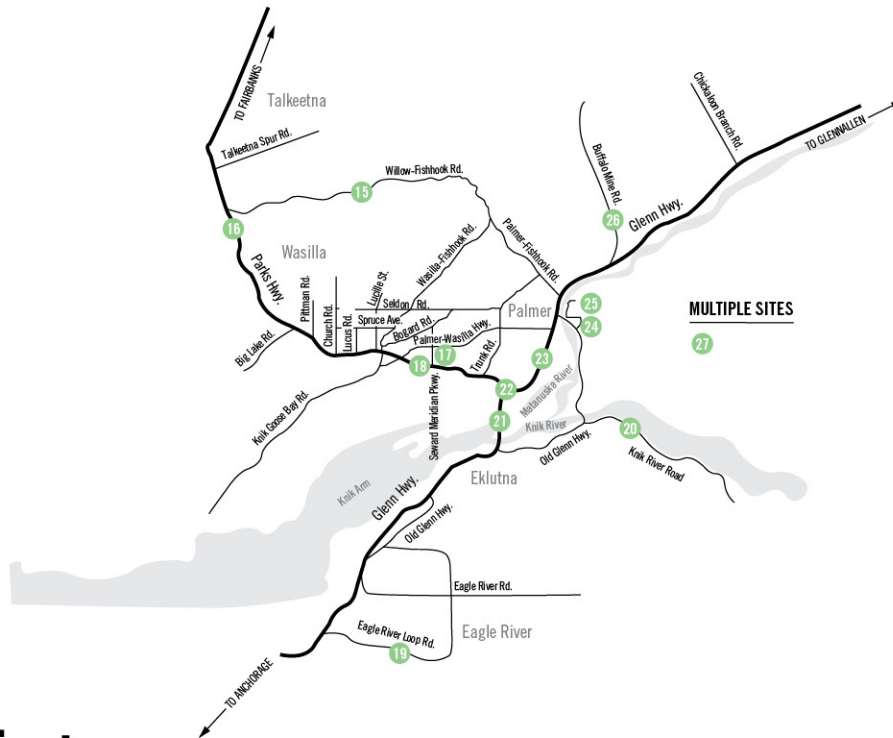 TO FAIRBANKS
Talkeetna
Talkeetna Spur Rd.
Chickaloon Branch Rd.
TO GLENNALLEN
Buffalo Mine Rd.
Willow-Fishhook Rd.
15
16
26
Glenn Hwy.
Palmer-Fishhook Rd.
Wasilla-Fishhook Rd.
Wasilla
Parks Hwy.
Pittman Rd.
Church Rd.
Lucus Rd.
Lucille St.
Seldon Rd.
Spruce Ave.
Bogard Rd.
Palmer-Wasilla Hwy.
Palmer
25
24
MULTIPLE SITES
27
Big Lake Rd.
17
18
Trunk Rd.
23
22
21
Matanuska River
Knik River
Seward Meridian Pkwy.
Knik Goose Bay Rd.
20
Old Glenn Hwy.
Knik River Road
Eklutna
Knik Arm
Glenn Hwy.
Old Glenn Hwy.
Eagle River Rd.
Eagle River Loop Rd.
Eagle River
19
TO ANCHORAGE